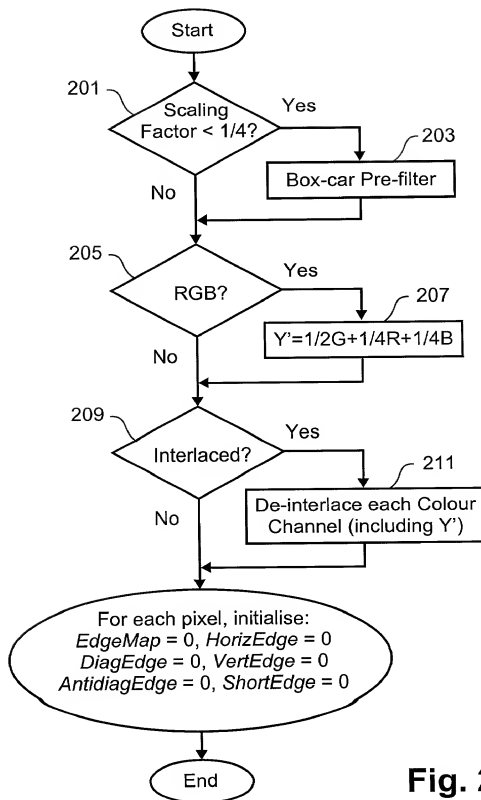 Start
201
Scaling
Factor < 1/4?
Yes
203
Box-car Pre-filter
No
205
RGB?
Yes
207
Y'=1/2G+1/4R+1/4B
No
209
Interlaced?
Yes
211
De-interlace each Colour
Channel (including Y')
No
For each pixel, initialise:
EdgeMap = 0, HorizEdge = 0
DiagEdge = 0, VertEdge = 0
AntidiagEdge = 0, ShortEdge = 0
End
Fig. 2